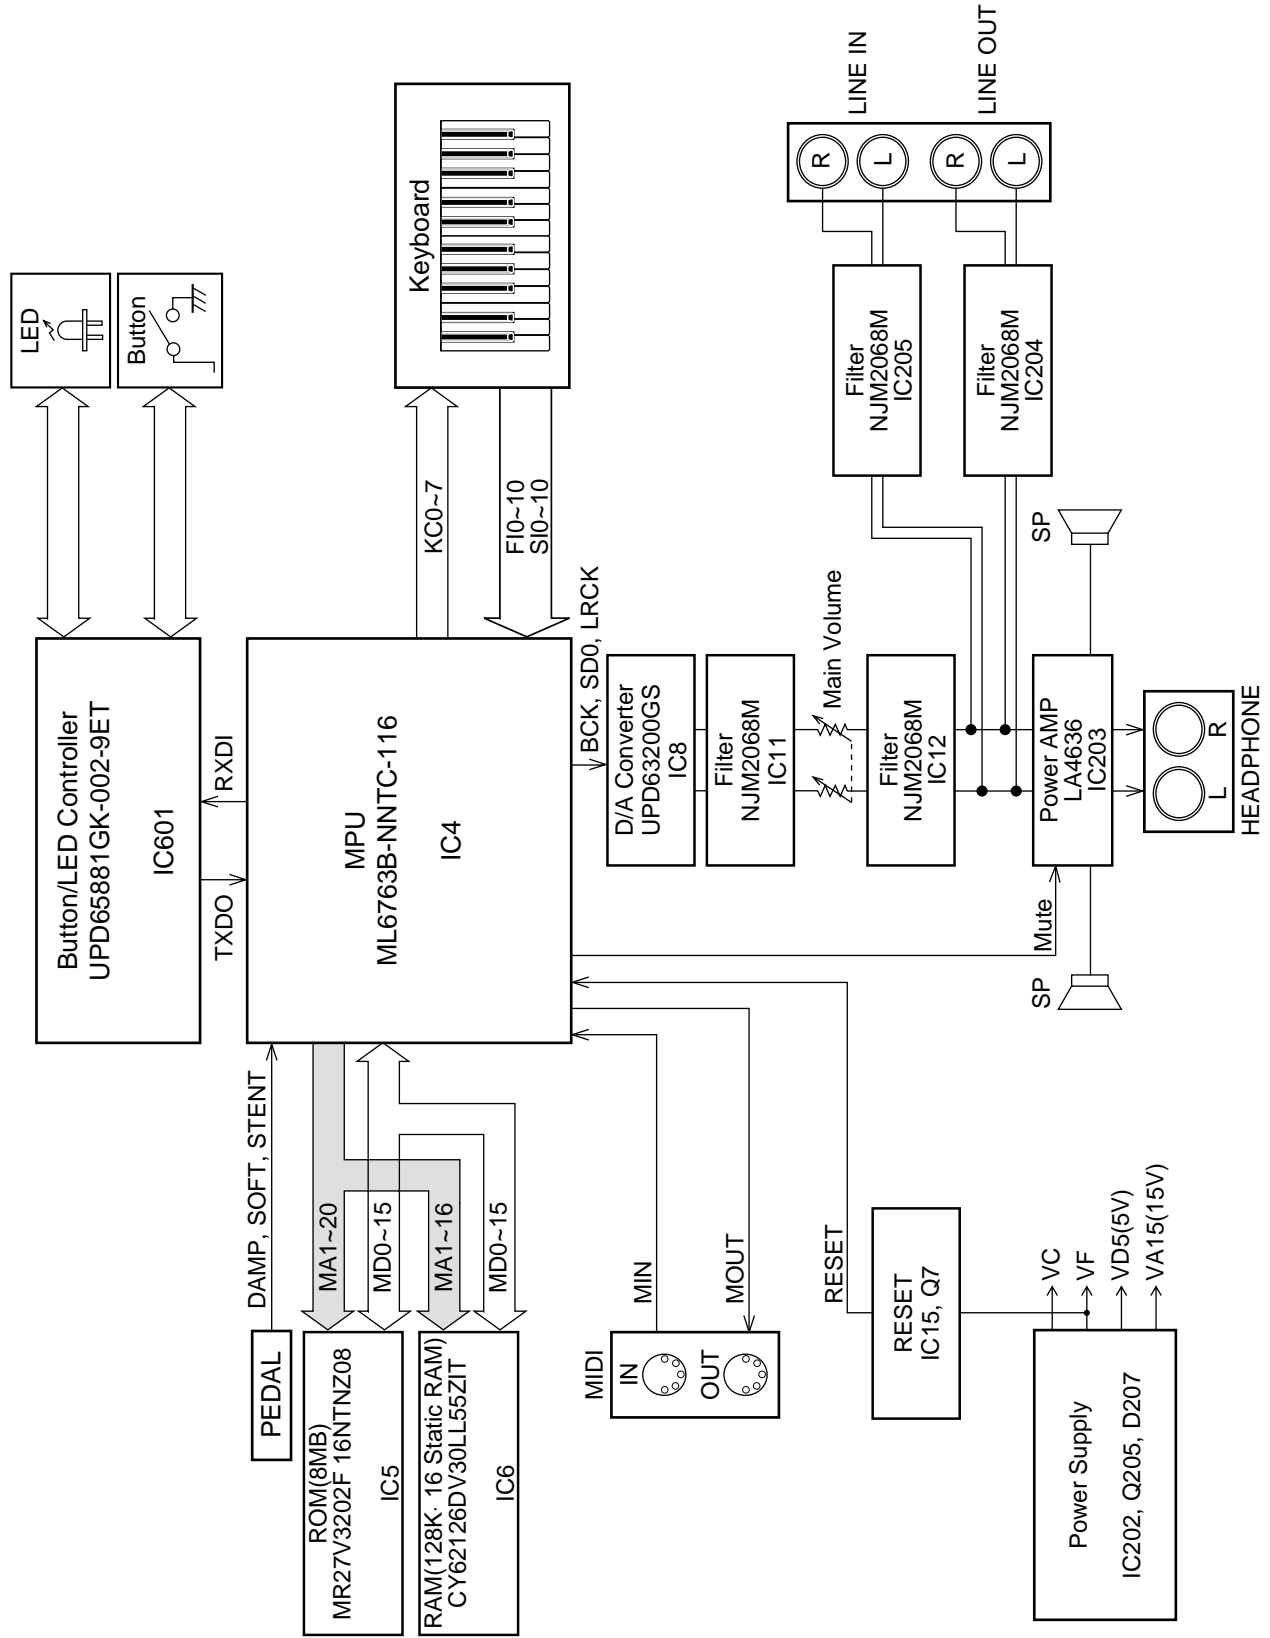 LED
Button
Button/LED Controller
UPD65881GK-002-9ET
IC601
TXDO
RXDI
Keyboard
KC0~7
FI0~10
SI0~10
PEDAL
DAMP, SOFT, STENT
MPU
ML6763B-NNTC-116
IC4
ROM(8MB)
MR27V3202F 16NTNZ08
IC5
MA1~20
MD0~15
RAM(128K· 16 Static RAM)
CY62126DV30LL55ZIT
IC6
MA1~16
MD0~15
BCK, SD0, LRCK
D/A Converter
UPD63200GS
IC8
Filter
NJM2068M
IC11
Main Volume
Filter
NJM2068M
IC12
Filter
NJM2068M
IC205
Filter
NJM2068M
IC204
R
L
LINE IN
R
L
LINE OUT
MIDI
IN
OUT
MIN
MOUT
RESET
RESET
IC15, Q7
Mute
SP
Power AMP
LA4636
IC203
SP
L
R
HEADPHONE
Power Supply
IC202, Q205, D207
VC
VF
VD5(5V)
VA15(15V)